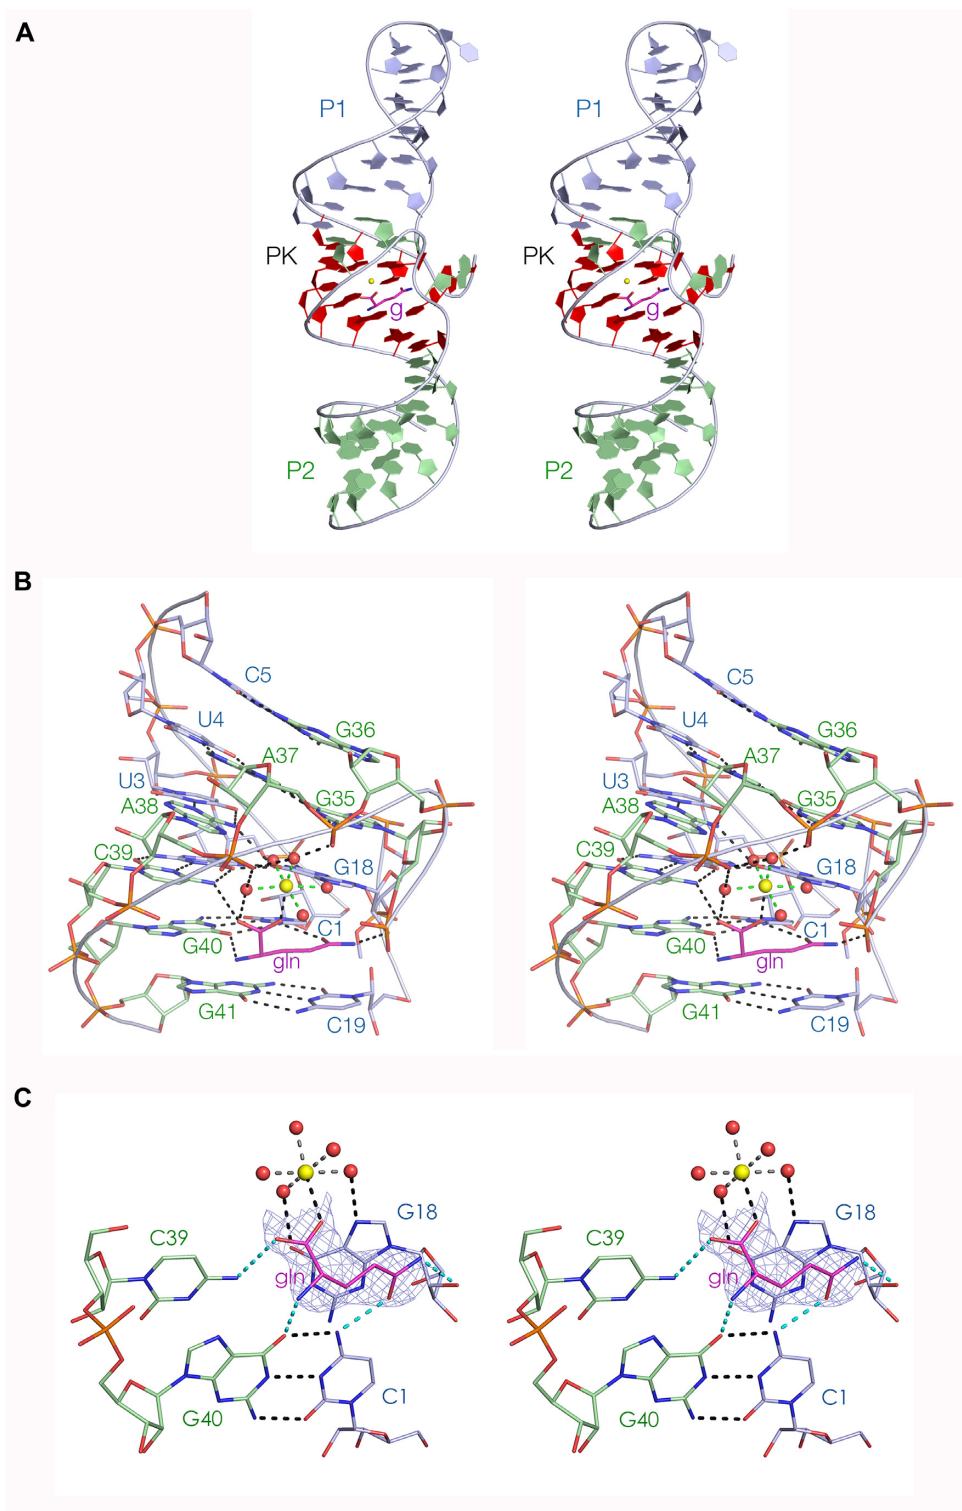 A
P1 P1
PK PK
g g
P2 P2
B
C5 C5
U4 U4
G36 G36
A37 A37
U3 U3
G35 G35
A38 A38
C39 C39
G18 G18
C1 C1
G40 G40
gln gln
G41 G41
C19 C19
C
G18 G18
C39 C39
gln gln
C1 C1
G40 G40